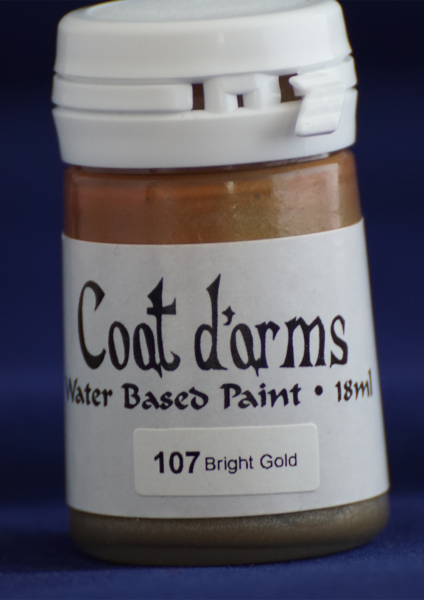 Coat d'arms
Water Based Paint • 18ml
107 Bright Gold